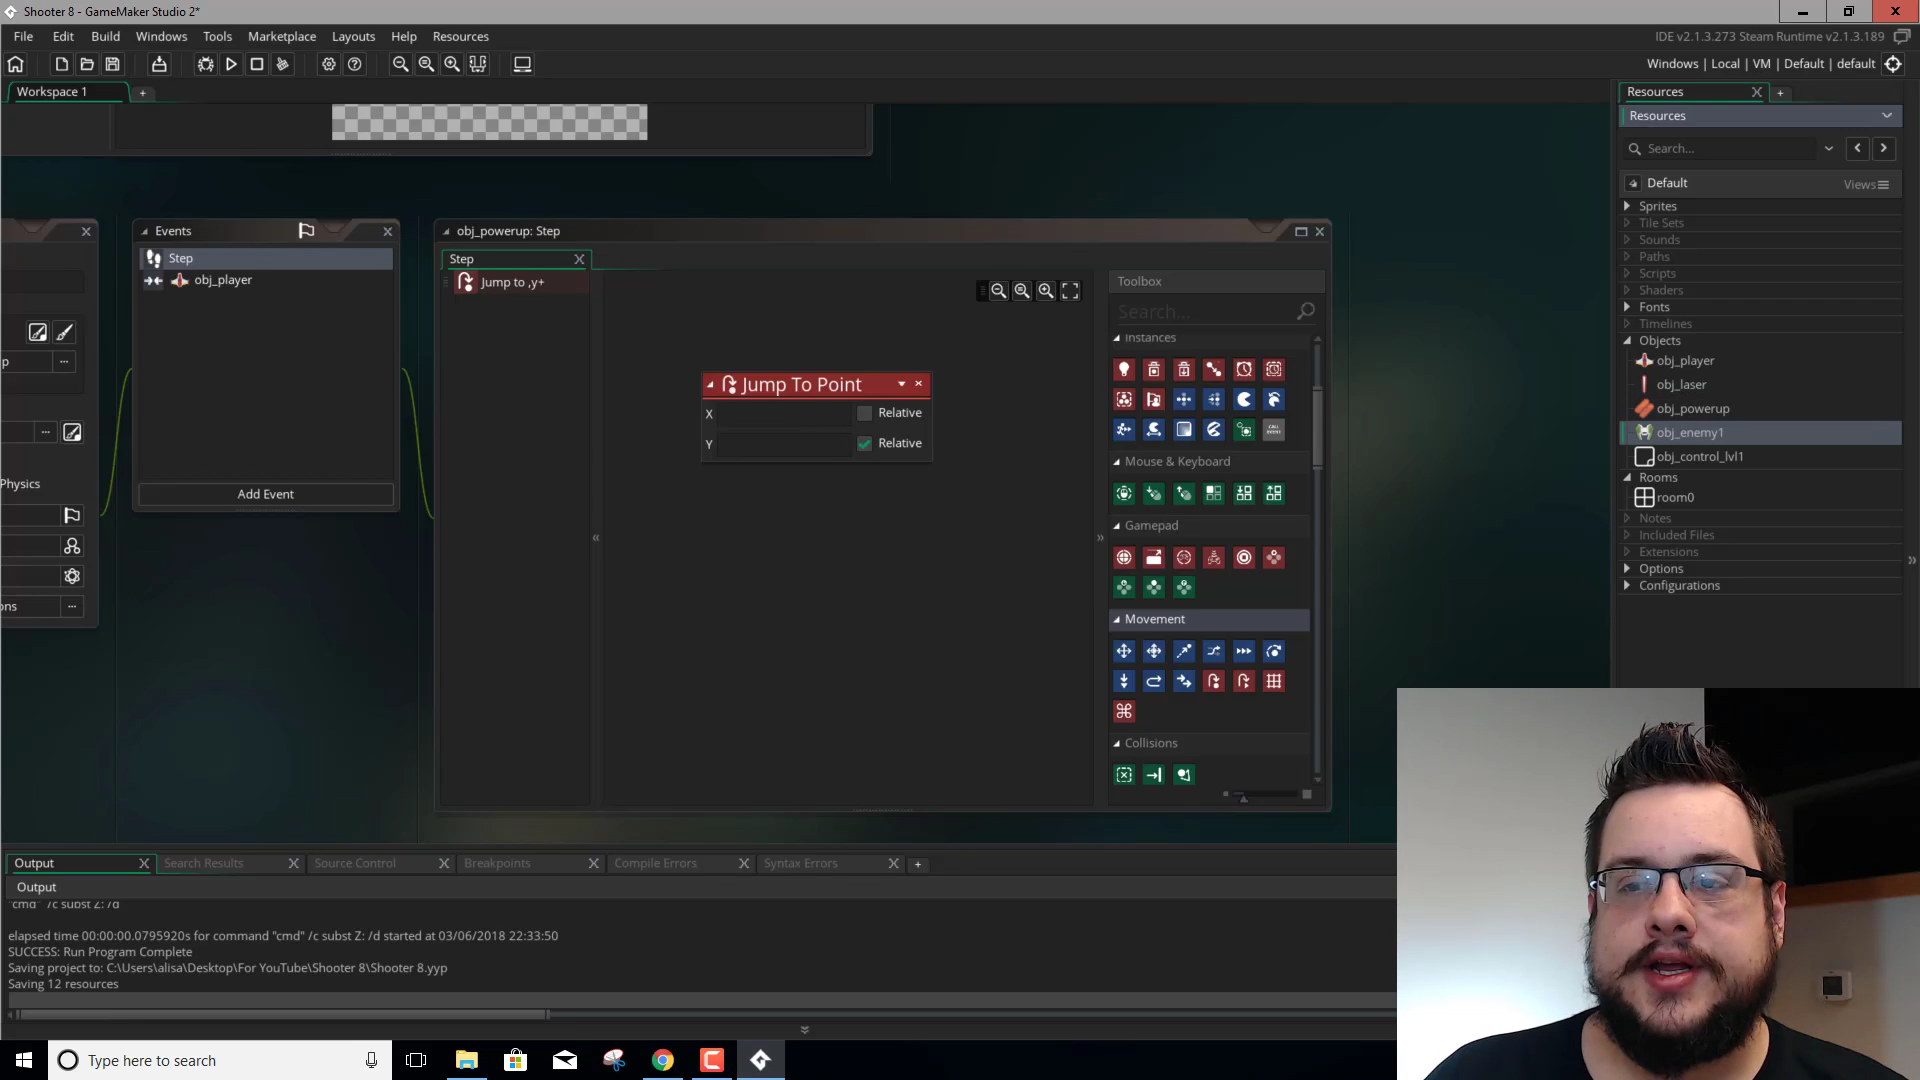 Shooter 8 - GameMaker Studio 2*
File Edit Build Windows Tools Marketplace Layouts Help Resources
IDE v2.1.3.273 Steam Runtime v2.1.3.189
Windows | Local | VM | Default | default
Workspace 1
Resources
Resources
Search...
Default
Views
Sprites
Tile Sets
Sounds
Paths
Scripts
Shaders
Fonts
Timelines
Objects
obj_player
obj_laser
obj_powerup
obj_enemy1
obj_control_lvl1
Rooms
room0
Notes
Included Files
Extensions
Options
Configurations
p
Physics
ons
Events
Step
obj_player
Add Event
obj_powerup: Step
Step
Jump to ,y+
Jump To Point
X Relative
Y Relative
Toolbox
Search...
Instances
CALL EVENT
Mouse & Keyboard
Gamepad
Movement
Collisions
Output Search Results Source Control Breakpoints Compile Errors Syntax Errors
Output
"cmd" /c subst Z: /d
elapsed time 00:00:00.0795920s for command "cmd" /c subst Z: /d started at 03/06/2018 22:33:50
SUCCESS: Run Program Complete
Saving project to: C:\Users\alisa\Desktop\For YouTube\Shooter 8\Shooter 8.yyp
Saving 12 resources
Type here to search